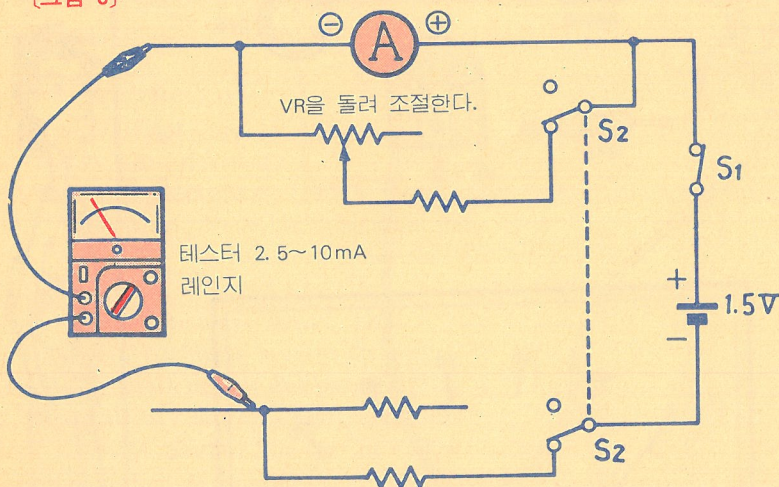 ⊖ A ⊕
VR을 돌려 조절한다.
S2
S1
테스터 2.5~10mA
레인지
+
1.5V
−
S2